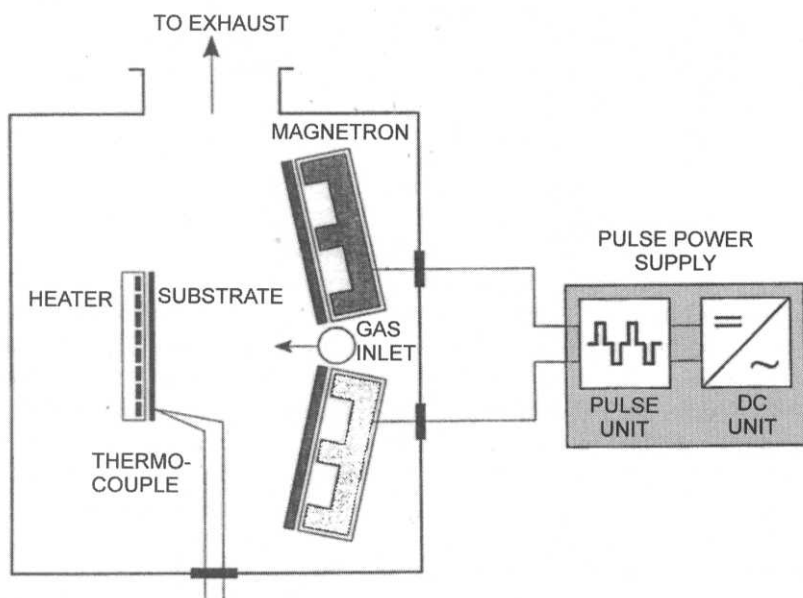 TO EXHAUST
MAGNETRON
PULSE POWER
SUPPLY
HEATER
SUBSTRATE
GAS
INLET
PULSE
UNIT
DC
UNIT
THERMO-
COUPLE